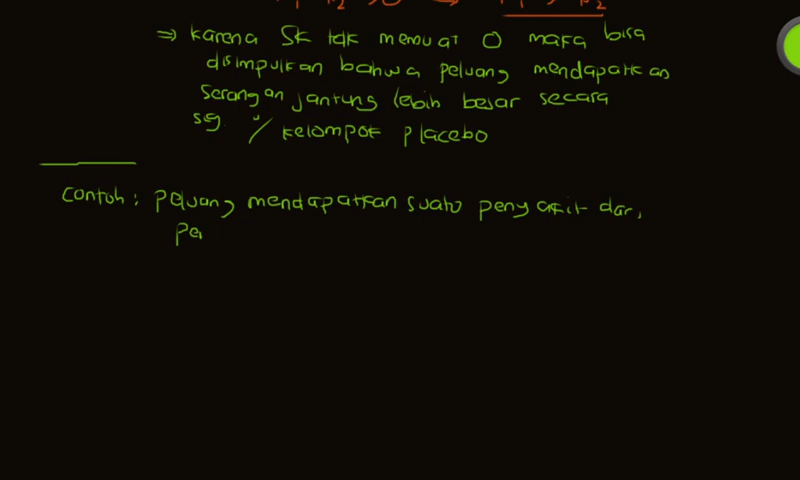 ⇒ karena SK tdk memuat 0 maka bisa
disimpulkan bahwa peluang mendapatkan
serangan jantung lebih besar secara
sig. u/ kelompok placebo
contoh: peluang mendapatkan suatu penyakit dari
pe